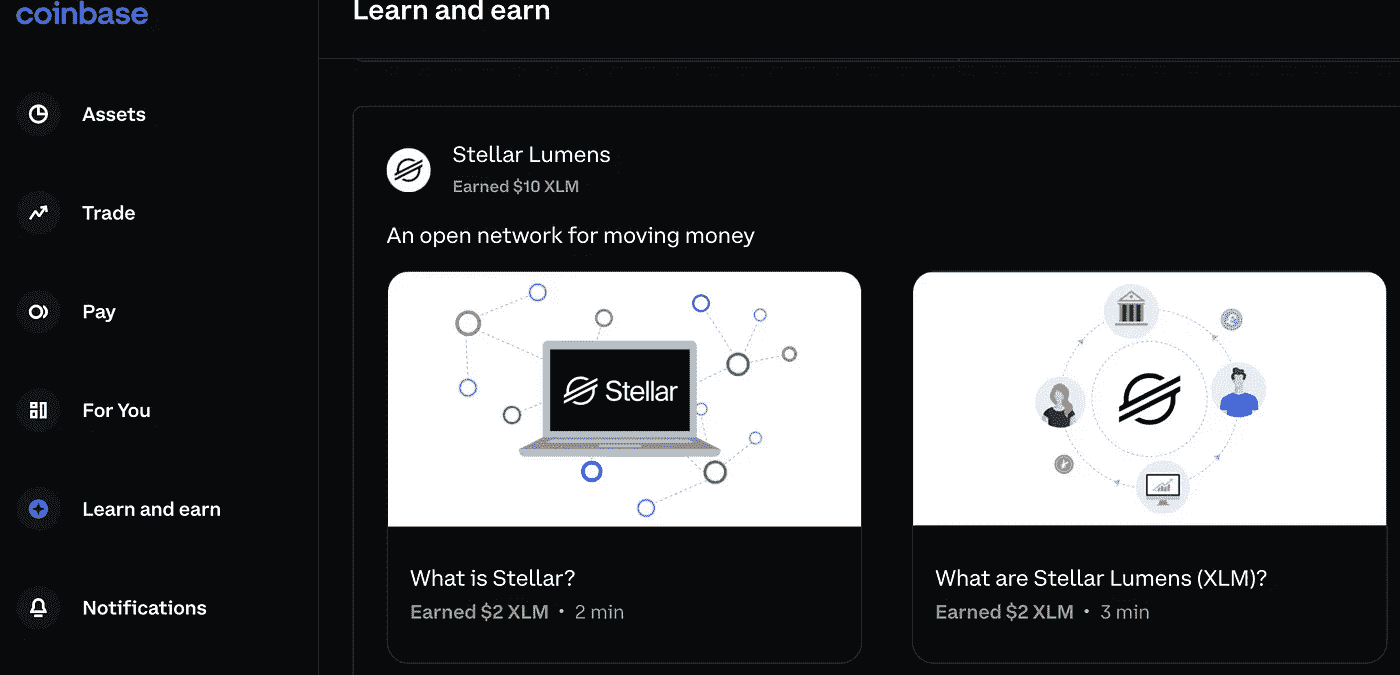 coinbase
Learn and earn
Assets
Trade
Pay
For You
Learn and earn
Notifications
Stellar Lumens
Earned $10 XLM
An open network for moving money
Stellar
What is Stellar?
Earned $2 XLM • 2 min
What are Stellar Lumens (XLM)?
Earned $2 XLM • 3 min